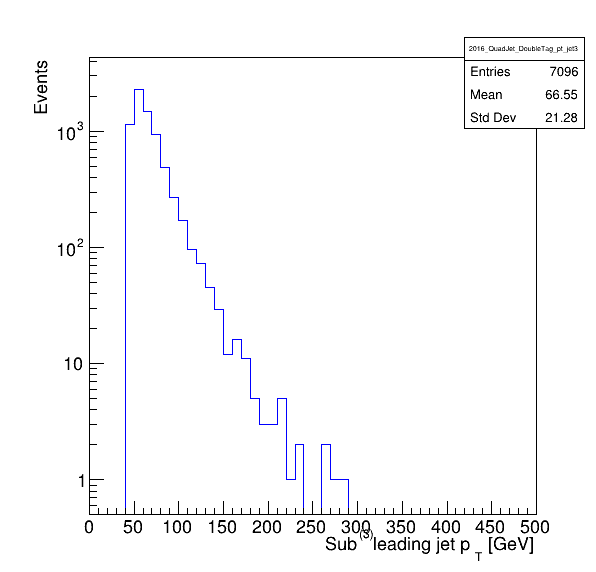 2016_QuadJet_DoubleTag_pt_jet3
Entries 7096
Mean 66.55
Std Dev 21.28
Events
10³
10²
10
1
0 50 100 150 200 250 300 350 400 450 500
Sub⁽³⁾leading jet p_T [GeV]